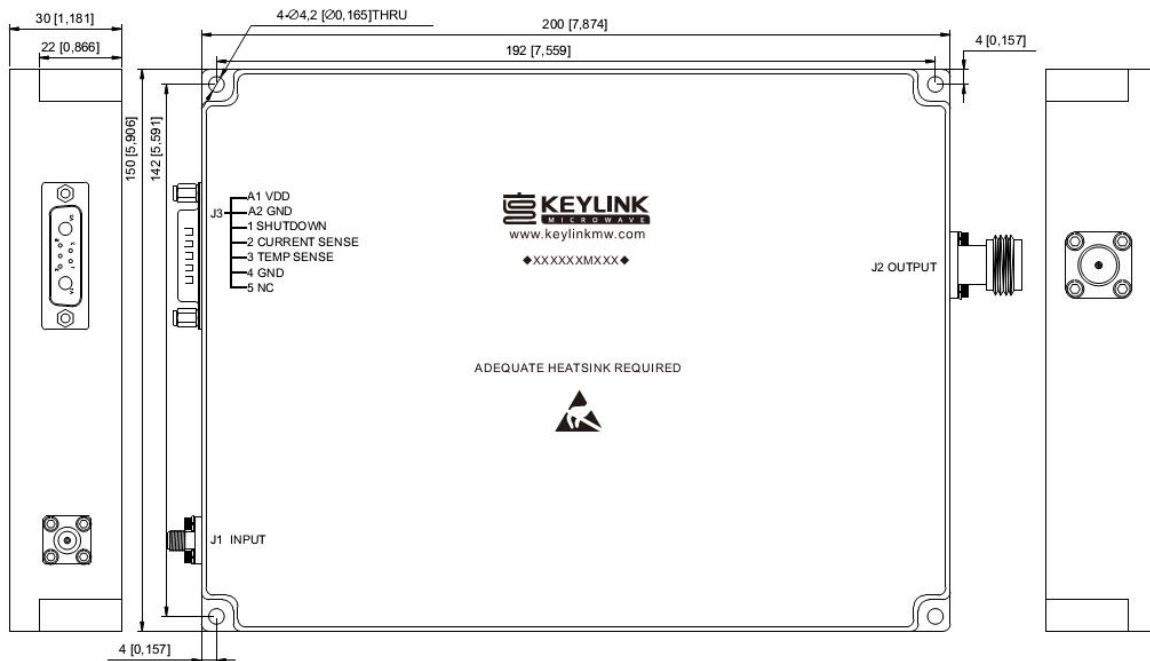 30 [1,181]
22 [0,866]
4-Ø4,2 [Ø0,165]THRU
200 [7,874]
192 [7,559]
4 [0,157]
150 [5,906]
142 [5,591]
J3
A1 VDD
A2 GND
1 SHUTDOWN
2 CURRENT SENSE
3 TEMP SENSE
4 GND
5 NC
KEYLINK
MICROWAVE
www.keylinkmw.com
◆XXXXXXMXXX◆
J2 OUTPUT
ADEQUATE HEATSINK REQUIRED
J1 INPUT
4 [0,157]